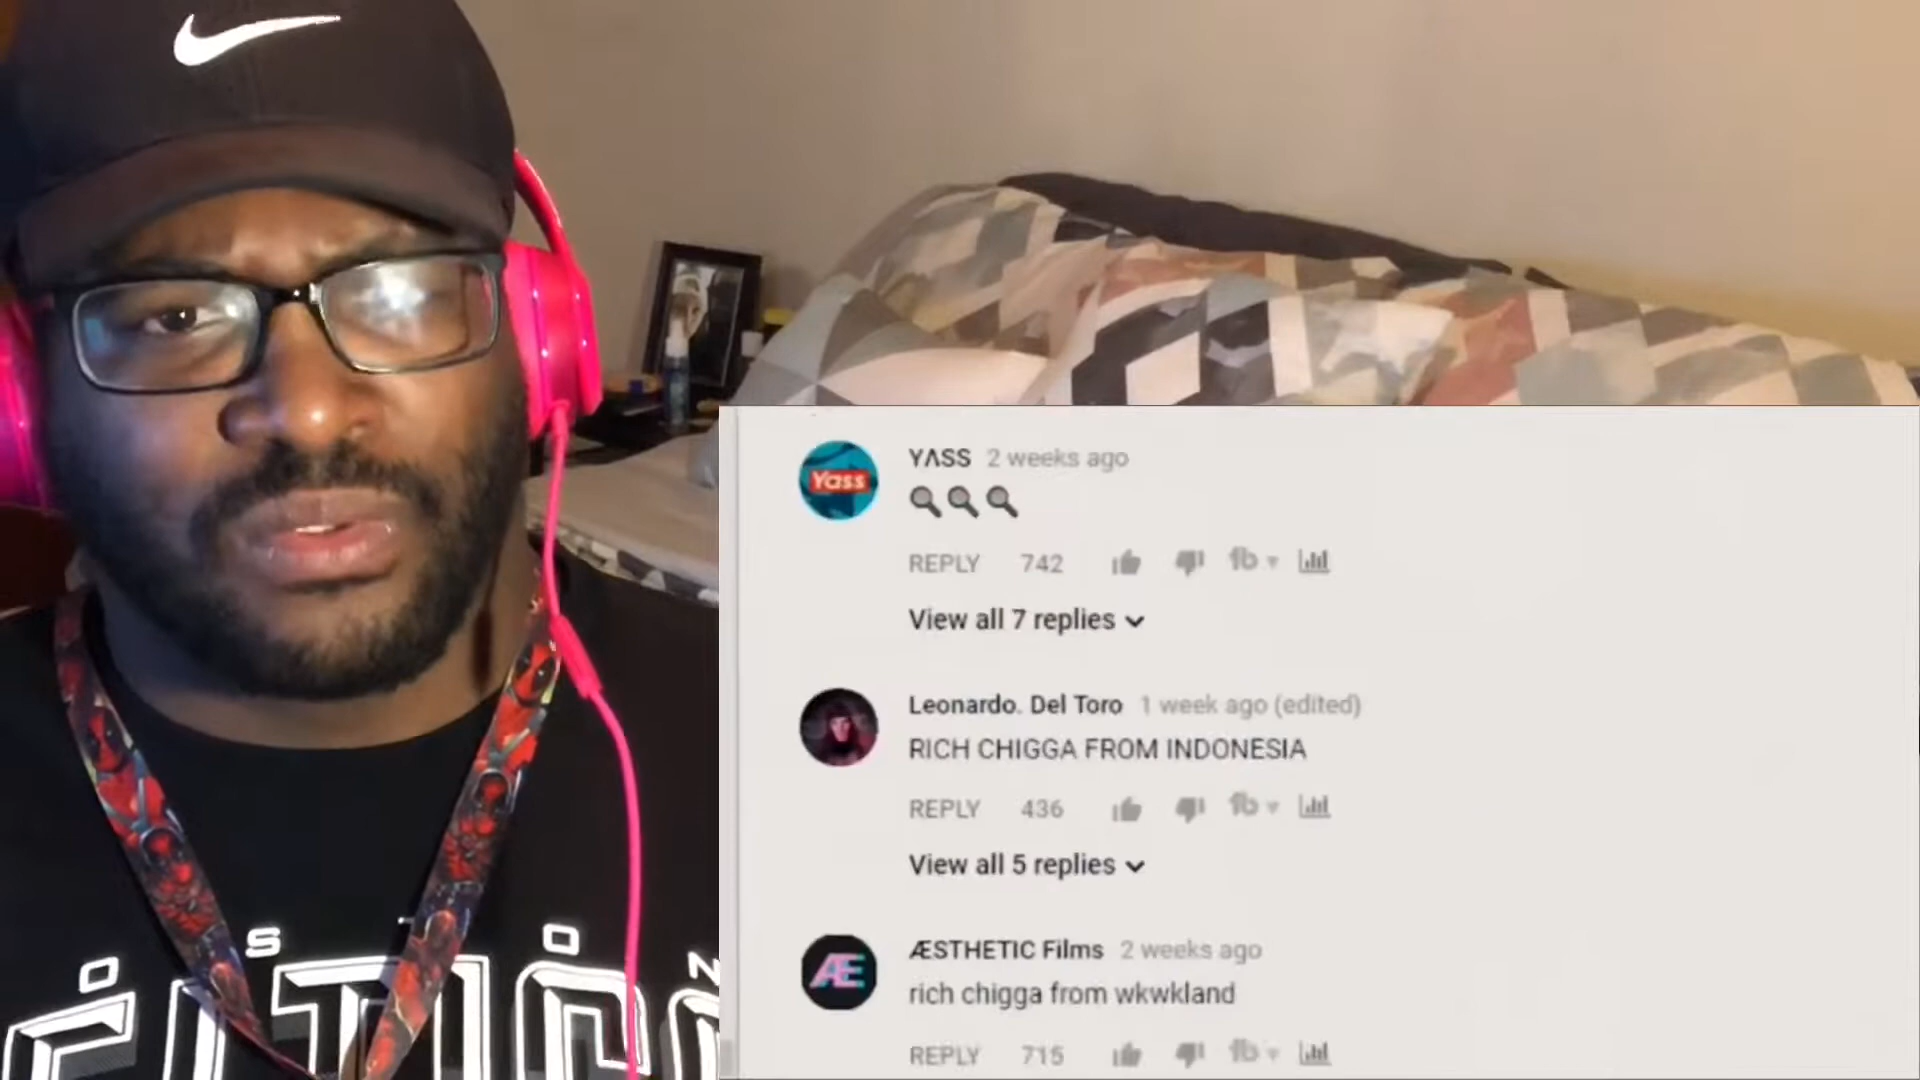 Yass
YΛSS 2 weeks ago
REPLY 742
View all 7 replies
Leonardo. Del Toro 1 week ago (edited)
RICH CHIGGA FROM INDONESIA
REPLY 436
View all 5 replies
Æ
ÆSTHETIC Films 2 weeks ago
rich chigga from wkwkland
REPLY 715